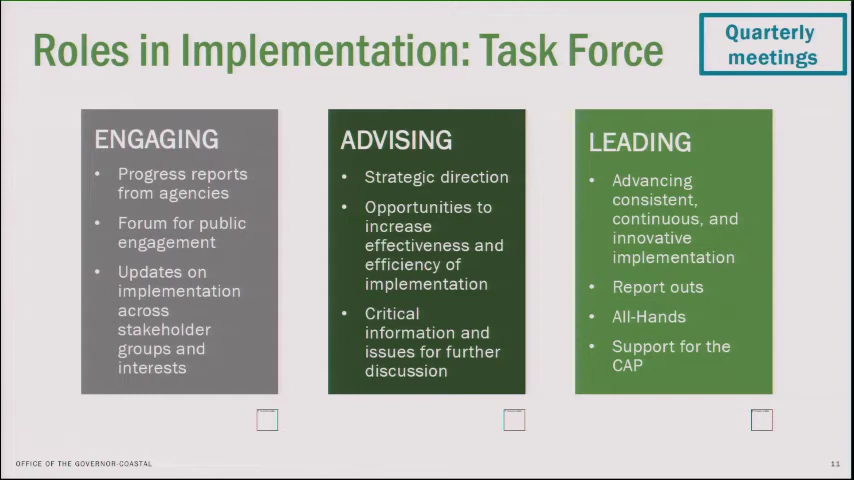 Roles in Implementation: Task Force
Quarterly
meetings
ENGAGING
• Progress reports
from agencies
• Forum for public
engagement
• Updates on
implementation
across
stakeholder
groups and
interests
ADVISING
• Strategic direction
• Opportunities to
increase
effectiveness and
efficiency of
implementation
• Critical
information and
issues for further
discussion
LEADING
• Advancing
consistent,
continuous, and
innovative
implementation
• Report outs
• All-Hands
• Support for the
CAP
OFFICE OF THE GOVERNOR-COASTAL
11